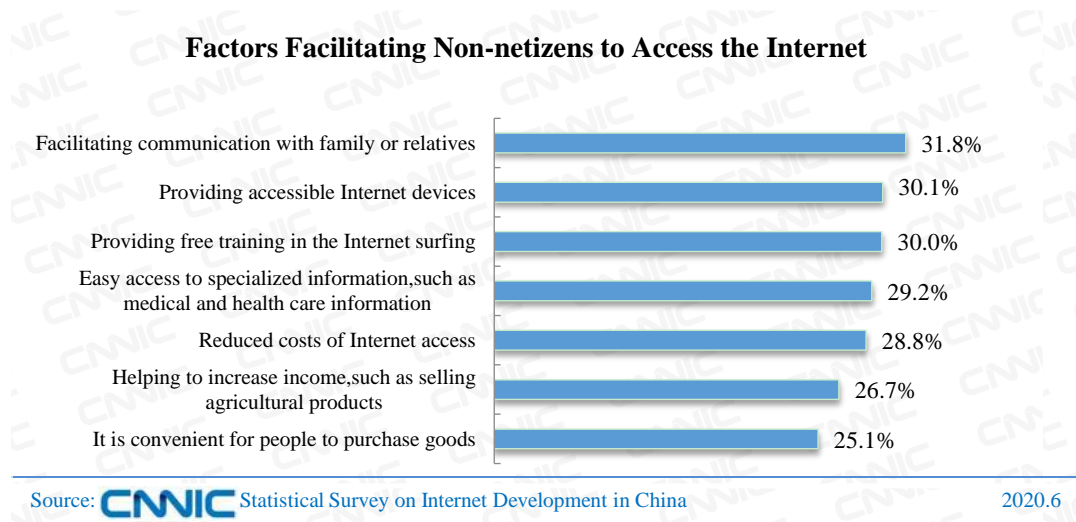 Factors Facilitating Non-netizens to Access the Internet
Facilitating communication with family or relatives
31.8%
Providing accessible Internet devices
30.1%
Providing free training in the Internet surfing
30.0%
Easy access to specialized information,such as
medical and health care information
29.2%
Reduced costs of Internet access
28.8%
Helping to increase income,such as selling
agricultural products
26.7%
It is convenient for people to purchase goods
25.1%
Source: CNNIC Statistical Survey on Internet Development in China
2020.6